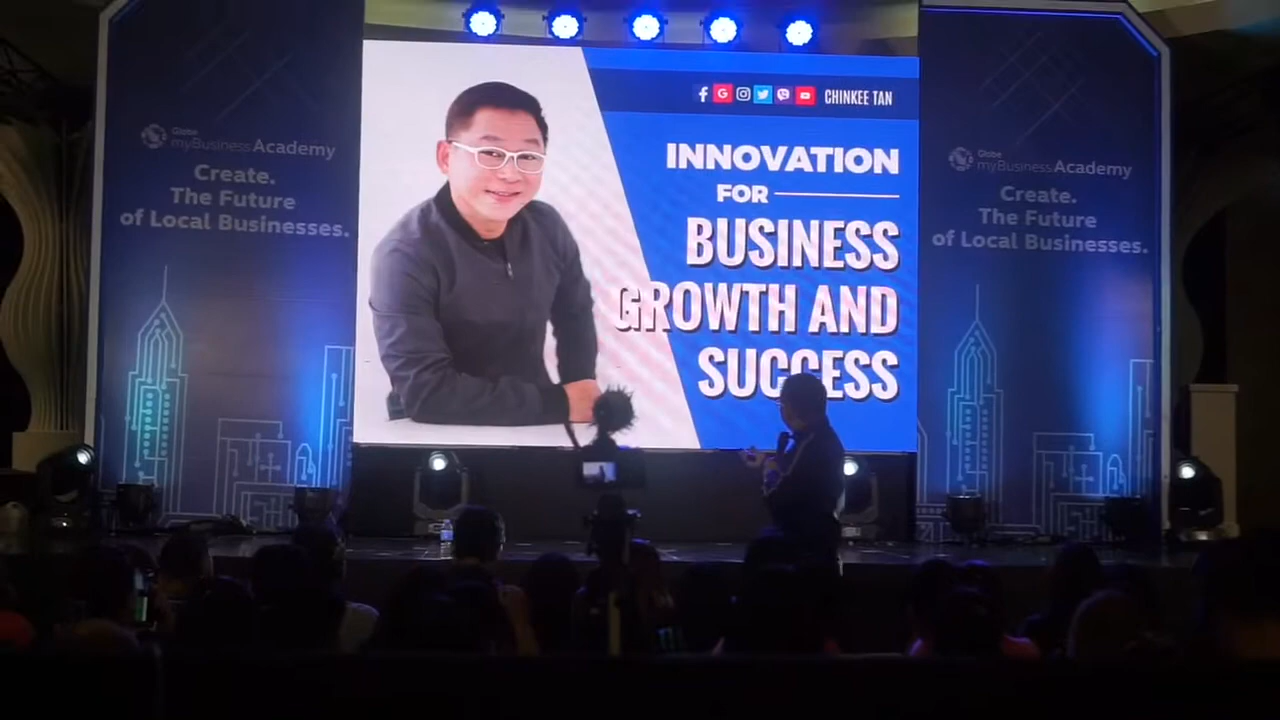 Globe
myBusiness Academy
Create.
The Future
of Local Businesses.
CHINKEE TAN
INNOVATION
FOR
BUSINESS
GROWTH AND
SUCCESS
Globe
myBusiness Academy
Create.
The Future
of Local Businesses.